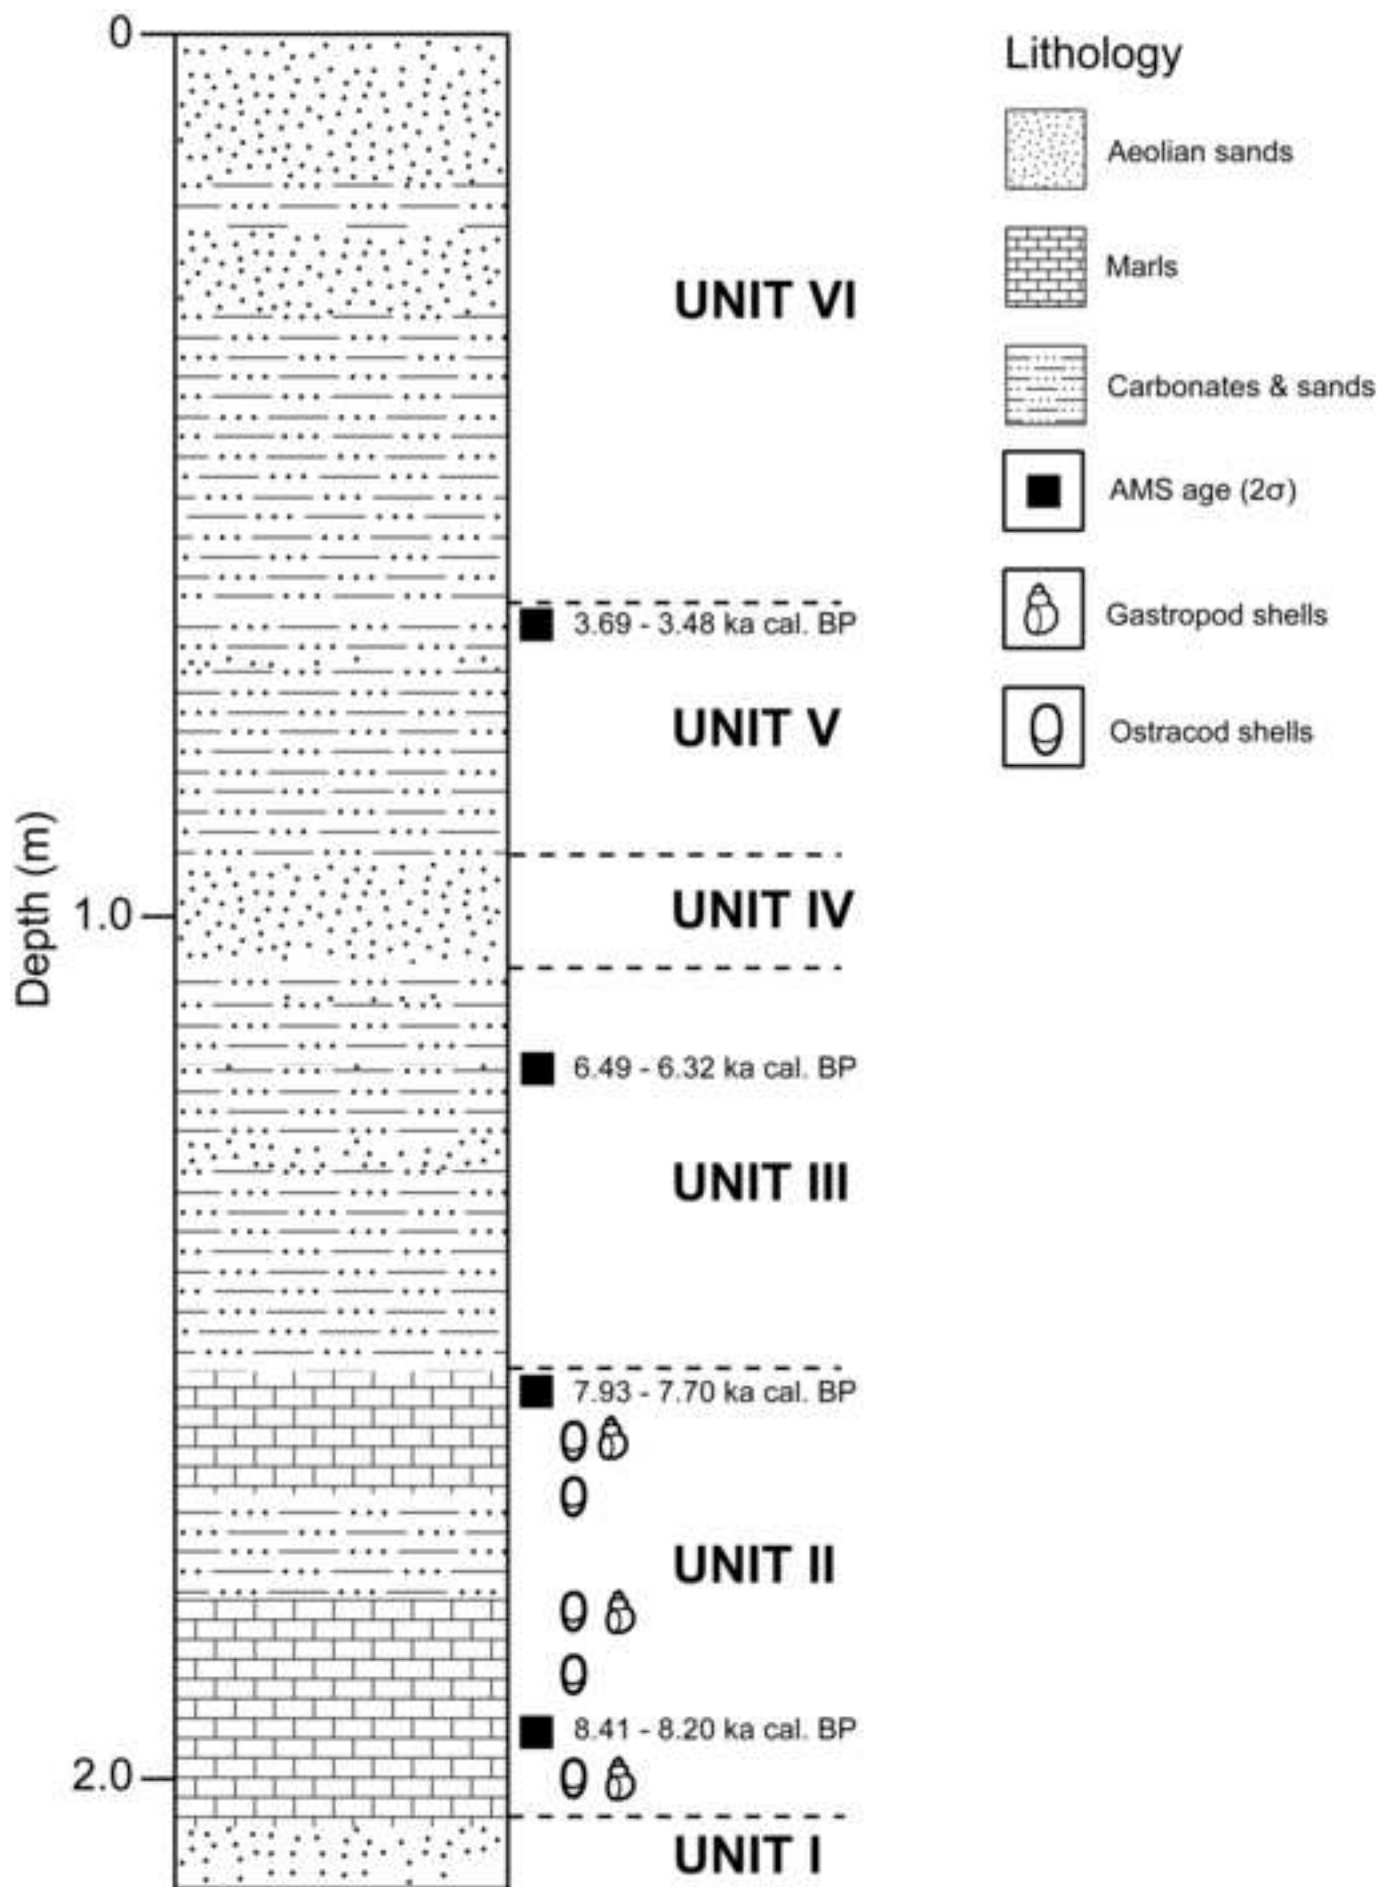 0
Lithology
Aeolian sands
Marls
UNIT VI
Carbonates & sands
AMS age (2σ)
3.69 - 3.48 ka cal. BP
Gastropod shells
UNIT V
Ostracod shells
Depth (m)
1.0
UNIT IV
6.49 - 6.32 ka cal. BP
UNIT III
7.93 - 7.70 ka cal. BP
UNIT II
8.41 - 8.20 ka cal. BP
2.0
UNIT I